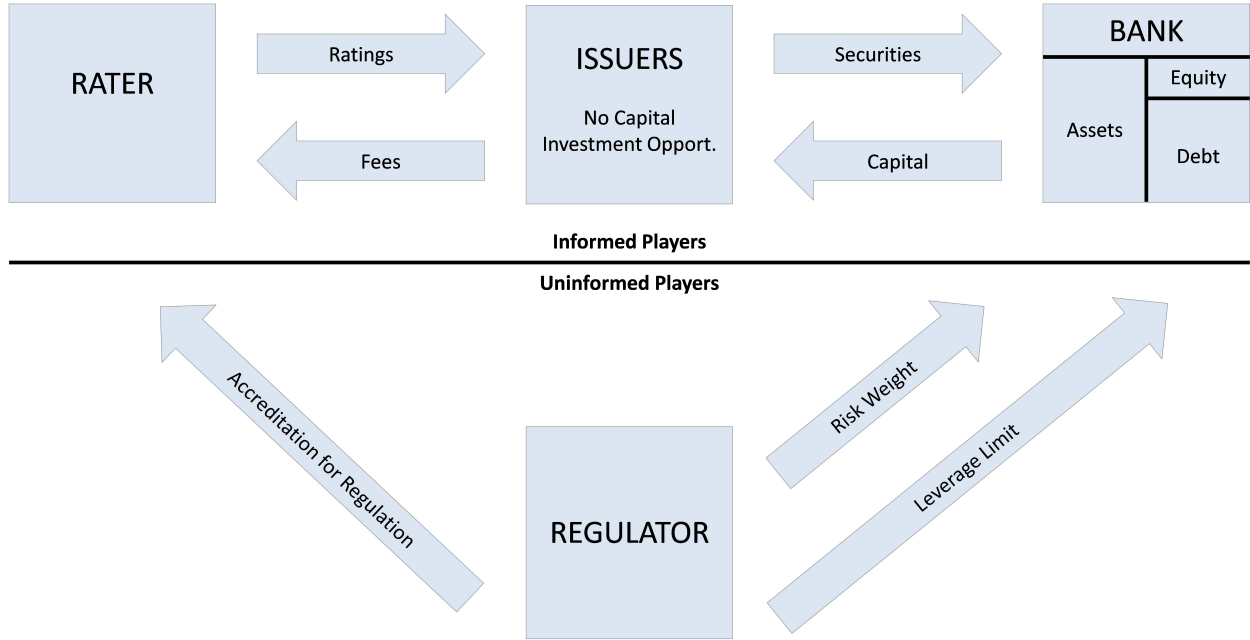 RATER
Ratings
Fees
ISSUERS
No Capital
Investment Opport.
Securities
Capital
BANK
Assets
Equity
Debt
Informed Players
Uninformed Players
Accreditation for Regulation
REGULATOR
Risk Weight
Leverage Limit